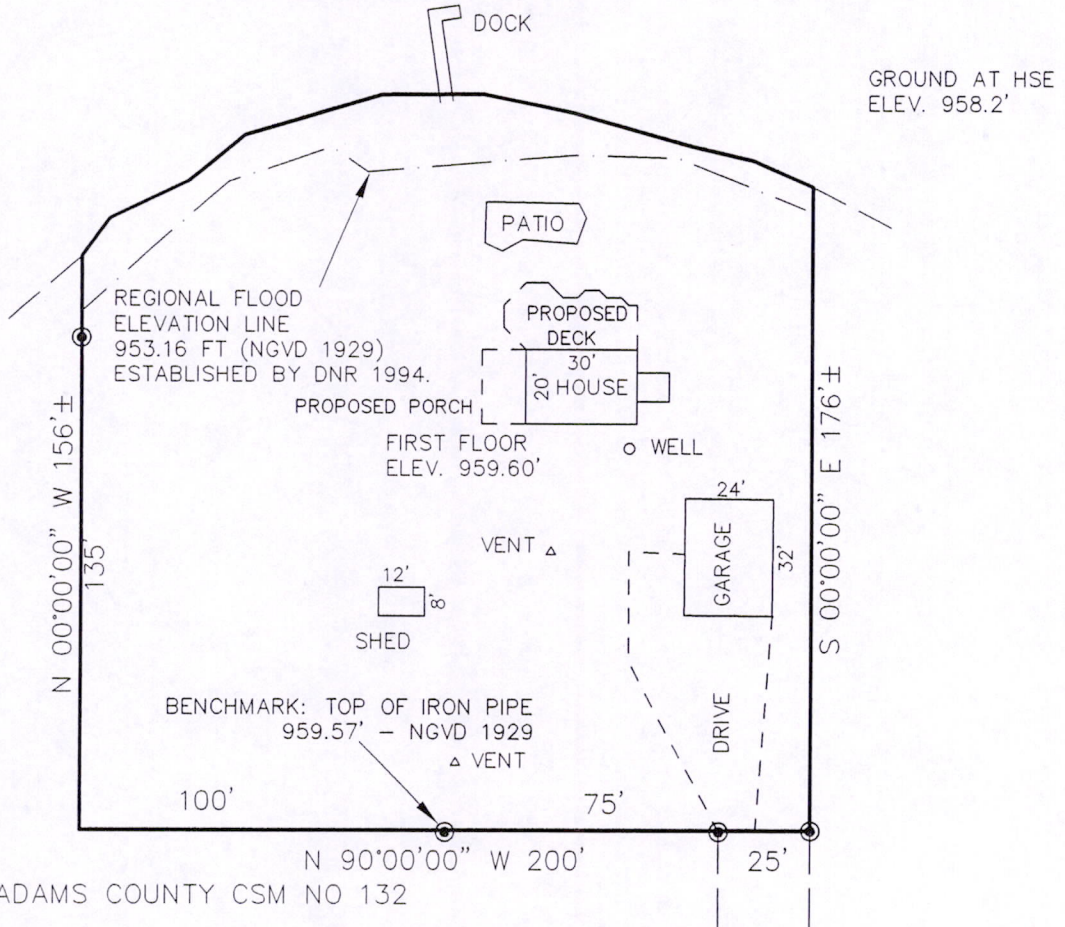 DOCK
GROUND AT HSE
ELEV. 958.2'
PATIO
REGIONAL FLOOD
ELEVATION LINE
953.16 FT (NGVD 1929)
ESTABLISHED BY DNR 1994.
PROPOSED
DECK
30'
20'
HOUSE
PROPOSED PORCH
FIRST FLOOR
ELEV. 959.60'
WELL
N 00°00'00" W 156'±
135'
S 00°00'00" E 176'±
24'
GARAGE
32'
VENT
12'
8'
SHED
BENCHMARK: TOP OF IRON PIPE
959.57' – NGVD 1929
VENT
DRIVE
100'
75'
N 90°00'00" W 200'
25'
ADAMS COUNTY CSM NO 132